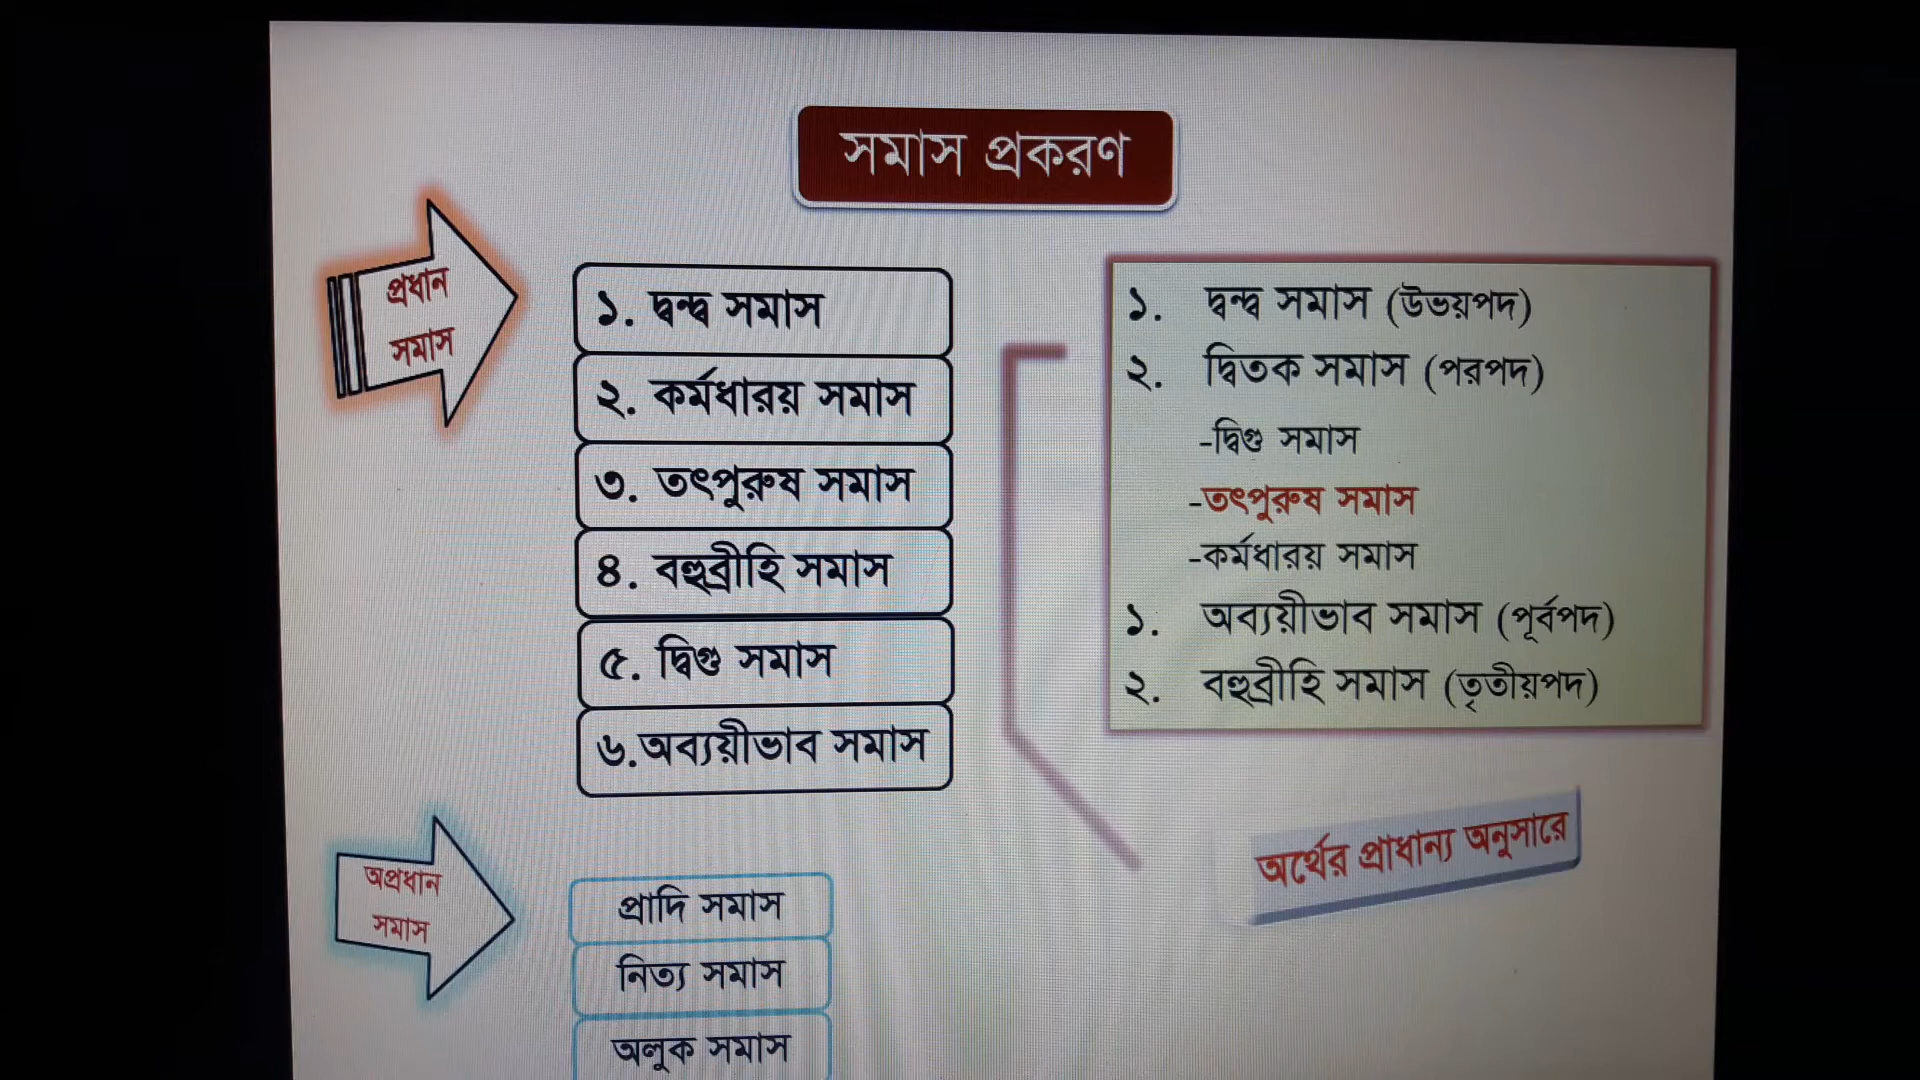 সমাস প্রকরণ
প্রধান
সমাস
১. দ্বন্দ্ব সমাস
২. কর্মধারয় সমাস
৩. তৎপুরুষ সমাস
৪. বহুব্রীহি সমাস
৫. দ্বিগু সমাস
৬.অব্যয়ীভাব সমাস
১. দ্বন্দ্ব সমাস (উভয়পদ)
২. দ্বিতক সমাস (পরপদ)
-দ্বিগু সমাস
-তৎপুরুষ সমাস
-কর্মধারয় সমাস
১. অব্যয়ীভাব সমাস (পূর্বপদ)
২. বহুব্রীহি সমাস (তৃতীয়পদ)
অর্থের প্রাধান্য অনুসারে
অপ্রধান
সমাস
প্রাদি সমাস
নিত্য সমাস
অলুক সমাস